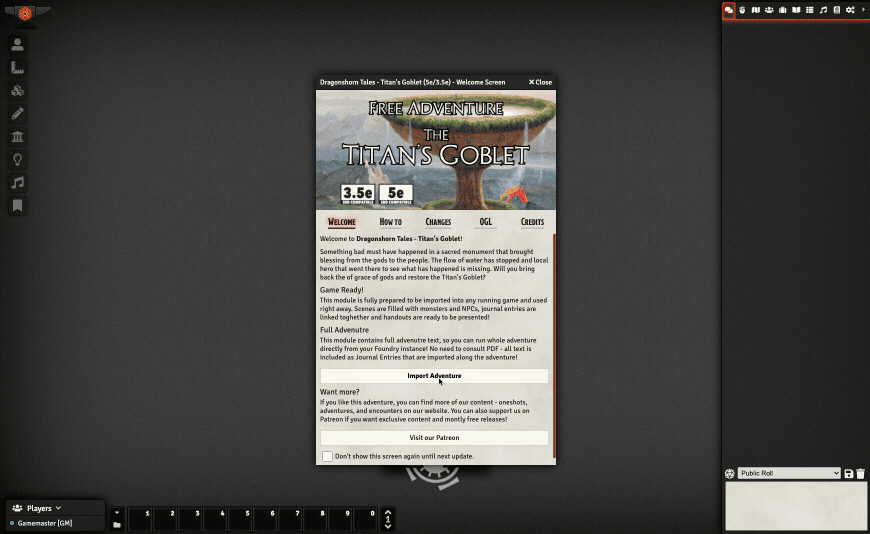 Dragonshorn Tales - Titan's Goblet (5e/3.5e) - Welcome Screen
Close
FREE ADVENTURE
THE
TITAN'S GOBLET
3.5e 5e
SRD COMPATIBLE SRD COMPATIBLE
WELCOME HOW TO CHANGES OGL CREDITS
Welcome to Dragonshorn Tales - Titan's Goblet!
Something bad must have happened in a sacred monument that brought
blessing from the gods to the people. The flow of water has stopped and local
hero that went there to see what has happened is missing. Will you bring
back the of grace of gods and restore the Titan's Goblet?
Game Ready!
This module is fully prepared to be imported into any running game and used
right away. Scenes are filled with monsters and NPCs, journal entries are
linked toghether and handouts are ready to be presented!
Full Advenutre
This module contains full advenutre text, so you can run whole adventure
directly from your Foundry instance! No need to consult PDF - all text is
included as Journal Entries that are imported along the adventure!
Import Adventure
Want more?
If you like this adventure, you can find more of our content - oneshots,
adventures, and encounters on our website. You can also support us on
Patreon if you want exclusive content and montly free releases!
Visit our Patreon
Don't show this screen again until next update.
Public Roll
Players
Gamemaster [GM]
1 2 3 4 5 6 7 8 9 0
1